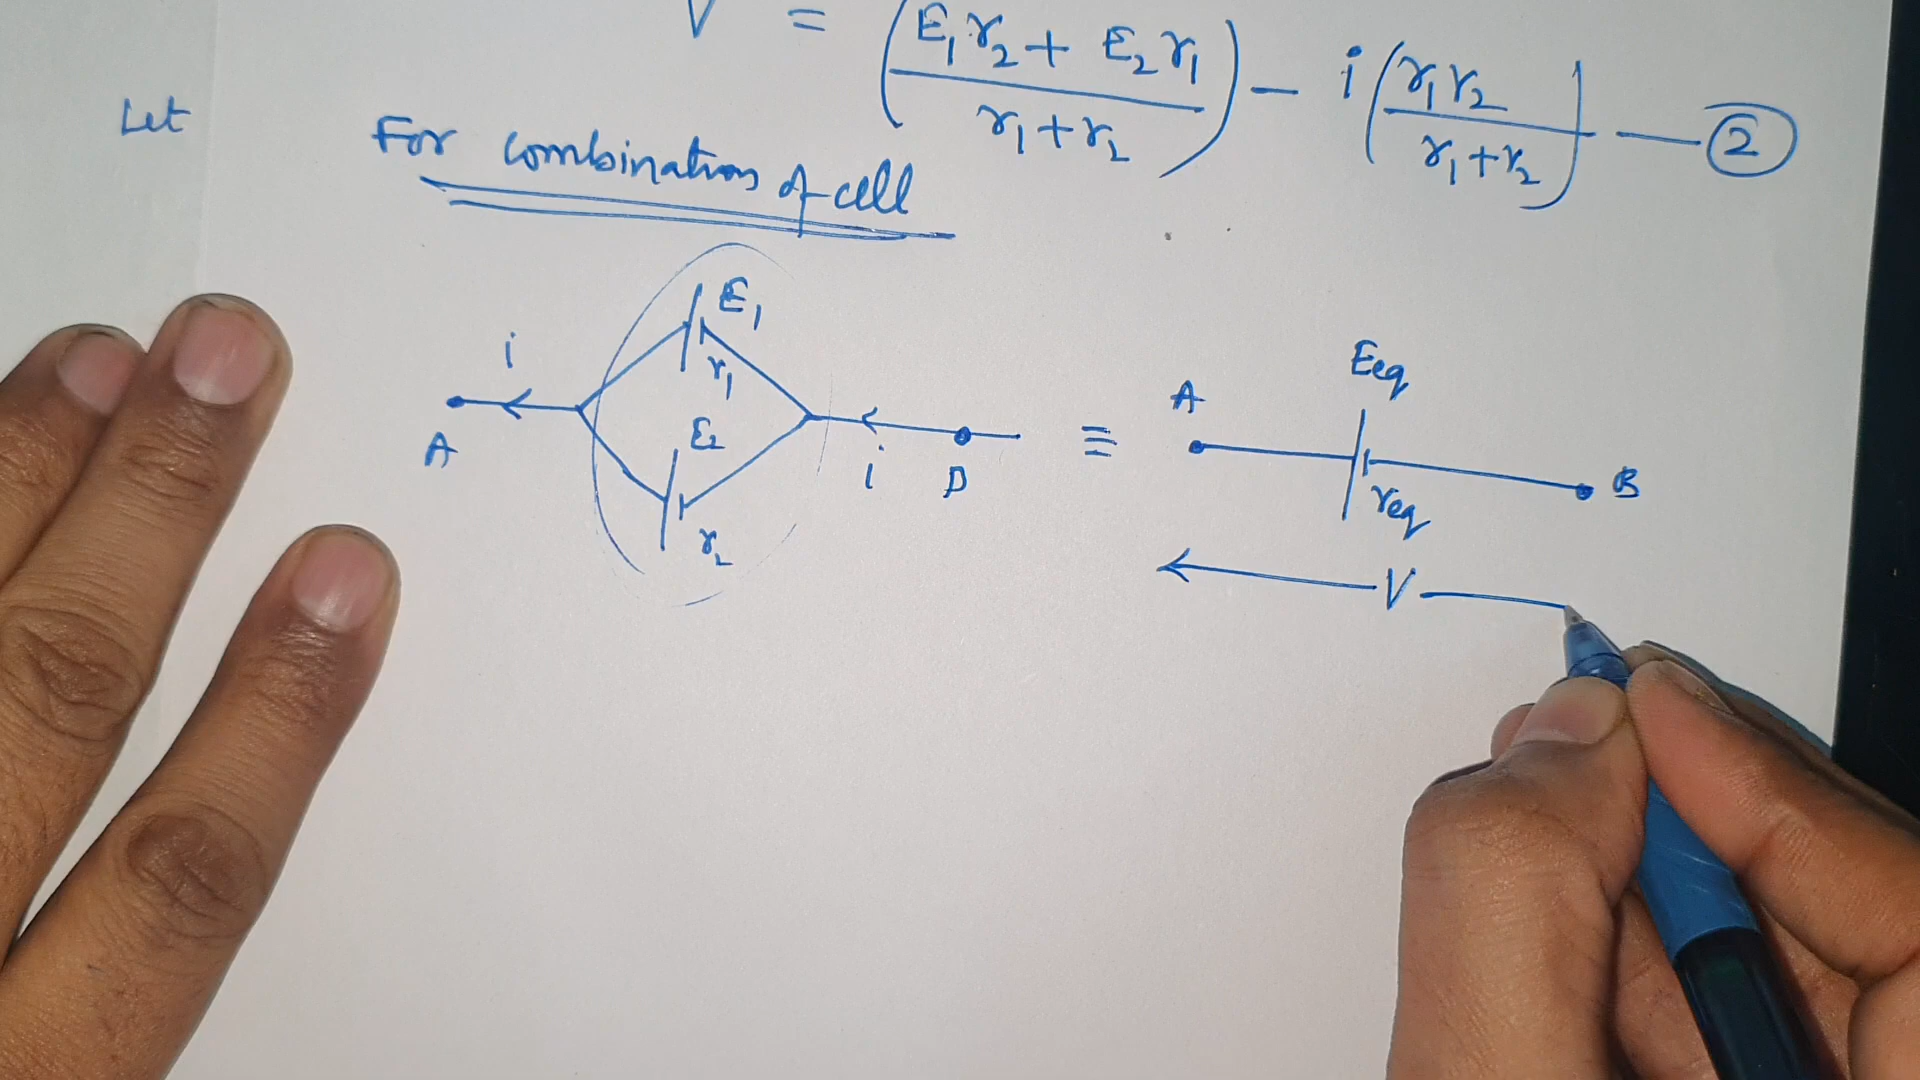 V = (E₁r₂ + E₂r₁ / r₁+r₂) - i (r₁r₂ / r₁+r₂) — ②
Let
For combination of cell
E₁
i
r₁
A
E₂
i
D
r₂
≡
Eeq
A
B
req
V